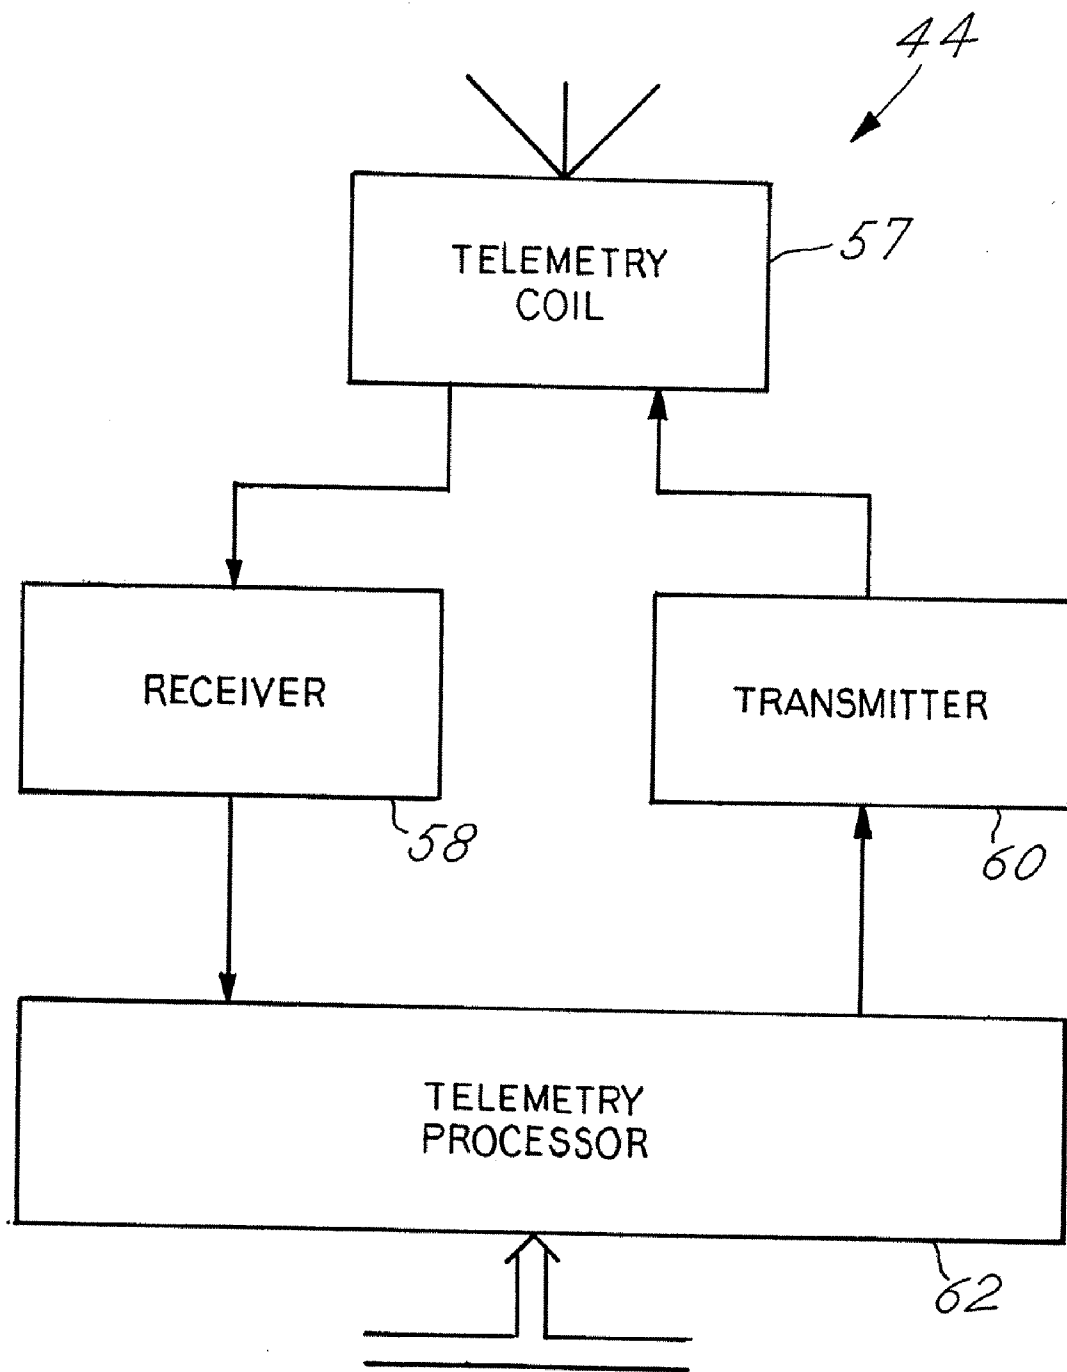 44
TELEMETRY
COIL
57
RECEIVER
TRANSMITTER
58
60
TELEMETRY
PROCESSOR
62